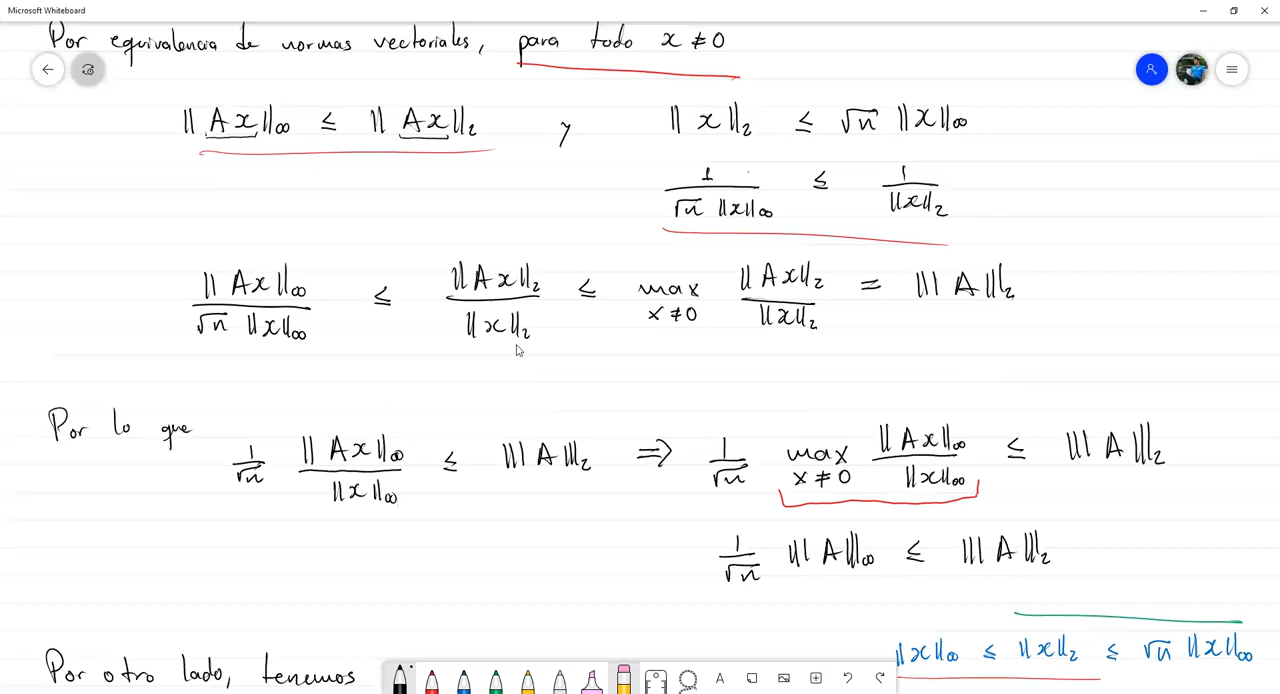 Microsoft Whiteboard
Por equivalencia de normas vectoriales, para todo x ≠ 0
|| Ax ||∞ ≤ || Ax ||₂ y || x ||₂ ≤ √n ||x||∞
1/(√n ||x||∞) ≤ 1/||x||₂
|| Ax ||∞/(√n ||x||∞) ≤ ||Ax||₂/||x||₂ ≤ max x≠0 ||Ax||₂/||x||₂ = ||| A |||₂
Por lo que
1/√n || Ax ||∞/||x||∞ ≤ ||| A |||₂ ⟹ 1/√n max x≠0 || Ax ||∞/||x||∞ ≤ ||| A |||₂
1/√n ||| A |||∞ ≤ ||| A |||₂
||x||∞ ≤ ||x||₂ ≤ √n ||x||∞
Por otro lado, tenemos